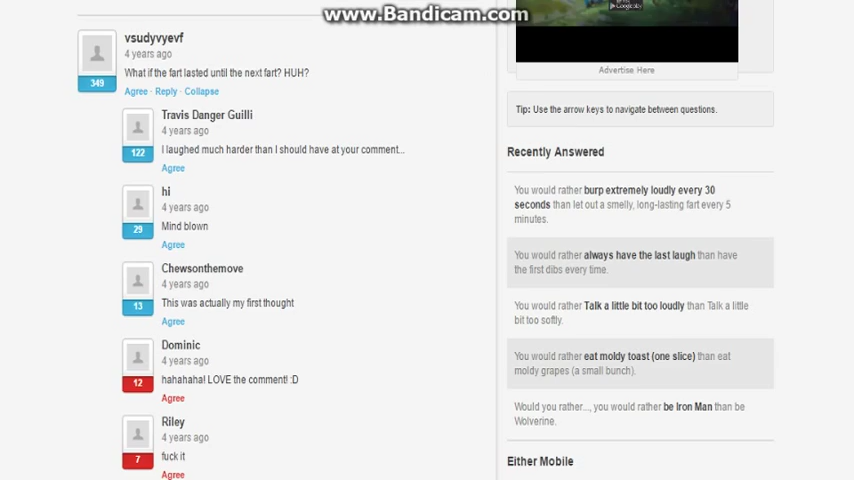 www.Bandicam.com
vsudyvyevf
4 years ago
What if the fart lasted until the next fart? HUH?
349
Agree · Reply · Collapse
Travis Danger Guilli
4 years ago
I laughed much harder than I should have at your comment...
122
Agree
hi
4 years ago
Mind blown
29
Agree
Chewsonthemove
4 years ago
This was actually my first thought
13
Agree
Dominic
4 years ago
hahahaha! LOVE the comment! :D
12
Agree
Riley
4 years ago
fuck it
7
Agree
Advertise Here
Tip: Use the arrow keys to navigate between questions.
Recently Answered
You would rather burp extremely loudly every 30
seconds than let out a smelly, long-lasting fart every 5
minutes.
You would rather always have the last laugh than have
the first dibs every time.
You would rather Talk a little bit too loudly than Talk a little
bit too softly.
You would rather eat moldy toast (one slice) than eat
moldy grapes (a small bunch).
Would you rather..., you would rather be Iron Man than be
Wolverine.
Either Mobile